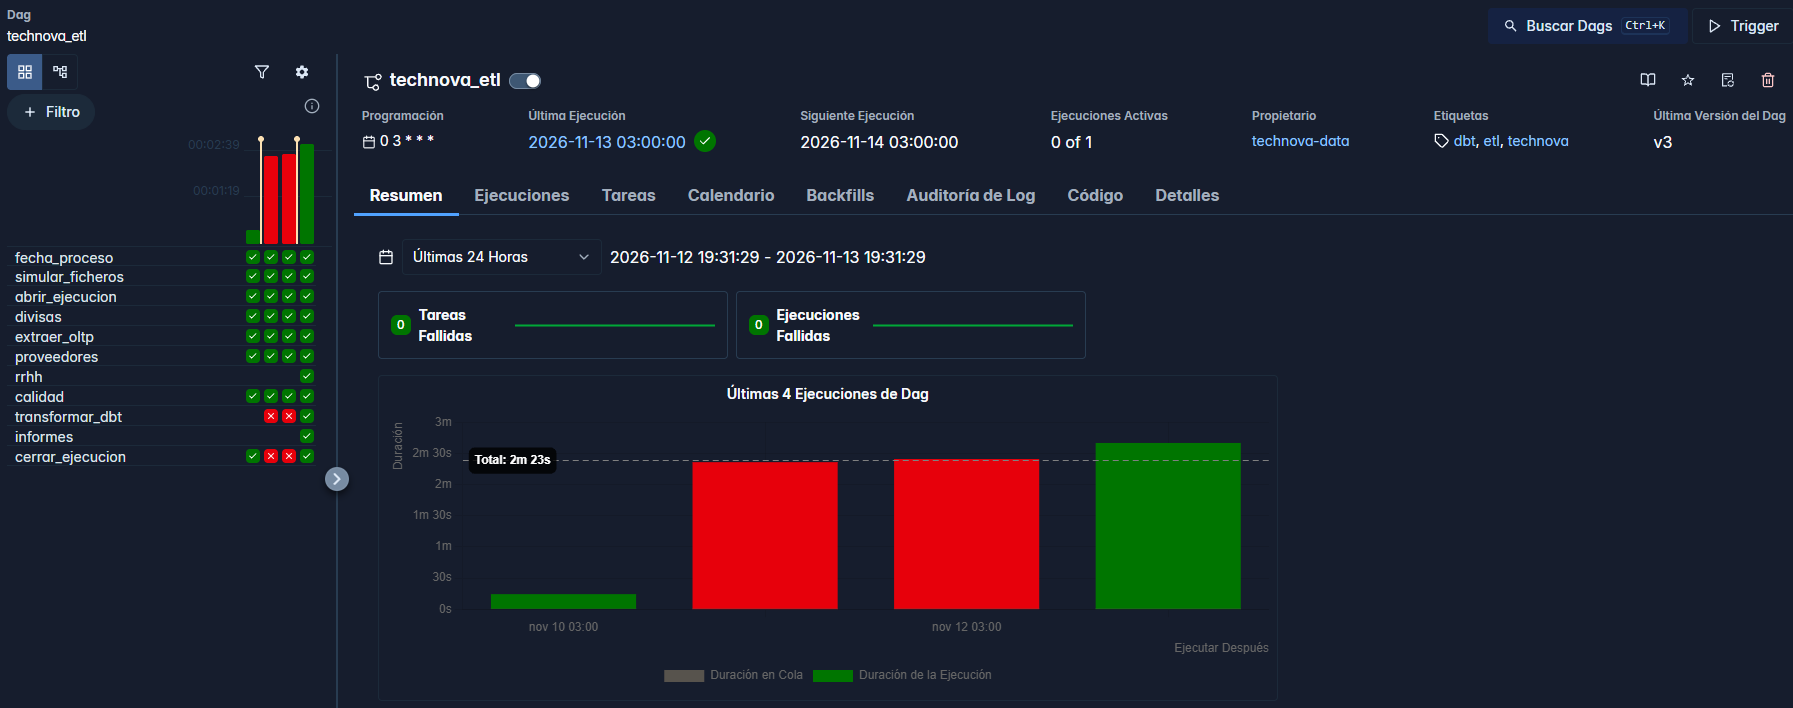 Dag
technova_etl
Buscar Dags Ctrl+K
Trigger
Filtro
00:02:39
00:01:19
fecha_proceso
simular_ficheros
abrir_ejecucion
divisas
extraer_oltp
proveedores
rrhh
calidad
transformar_dbt
informes
cerrar_ejecucion
technova_etl
Programación
0 3 * * *
Última Ejecución
2026-11-13 03:00:00
Siguiente Ejecución
2026-11-14 03:00:00
Ejecuciones Activas
0 of 1
Propietario
technova-data
Etiquetas
dbt, etl, technova
Última Versión del Dag
v3
Resumen Ejecuciones Tareas Calendario Backfills Auditoría de Log Código Detalles
Últimas 24 Horas 2026-11-12 19:31:29 - 2026-11-13 19:31:29
0 Tareas
Fallidas
0 Ejecuciones
Fallidas
Últimas 4 Ejecuciones de Dag
Duración
3m
2m 30s
2m
1m 30s
1m
30s
0s
Total: 2m 23s
nov 10 03:00
nov 12 03:00
Ejecutar Después
Duración en Cola
Duración de la Ejecución